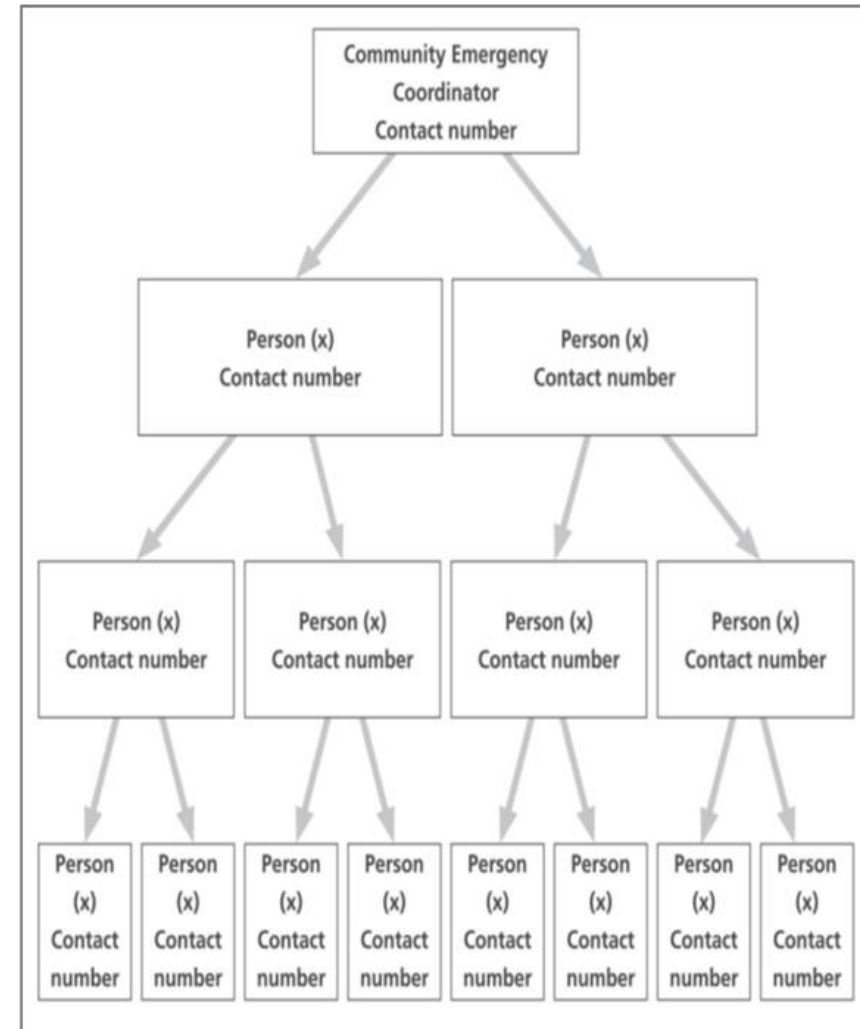 Community Emergency
Coordinator
Contact number
Person (x)
Contact number
Person (x)
Contact number
Person (x)
Contact number
Person (x)
Contact number
Person (x)
Contact number
Person (x)
Contact number
Person
(x)
Contact
number
Person
(x)
Contact
number
Person
(x)
Contact
number
Person
(x)
Contact
number
Person
(x)
Contact
number
Person
(x)
Contact
number
Person
(x)
Contact
number
Person
(x)
Contact
number